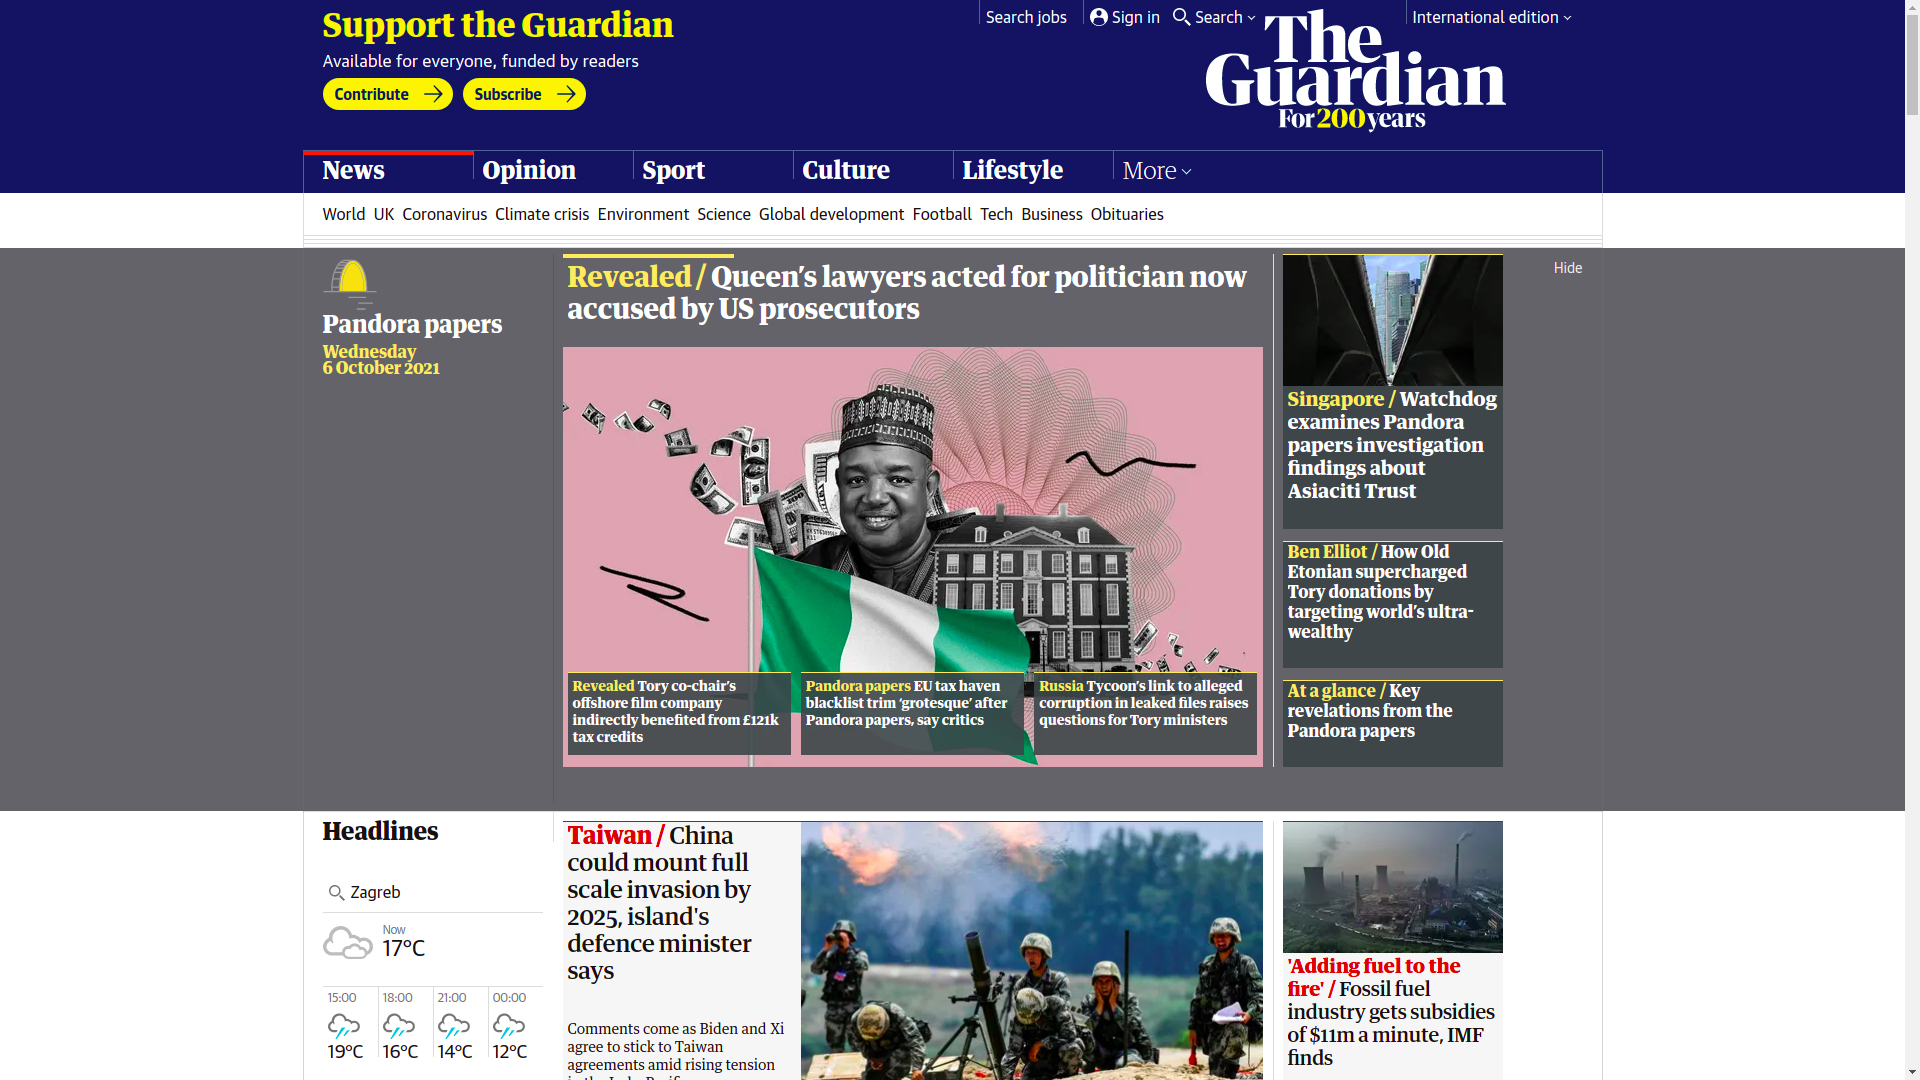 Support the Guardian
Available for everyone, funded by readers
Contribute
Subscribe
Search jobs
Sign in
Search
International edition
The
Guardian
For 200 years
News
Opinion
Sport
Culture
Lifestyle
More
World UK Coronavirus Climate crisis Environment Science Global development Football Tech Business Obituaries
Pandora papers
Wednesday
6 October 2021
Revealed / Queen’s lawyers acted for politician now
accused by US prosecutors
Revealed Tory co-chair’s
offshore film company
indirectly benefited from £121k
tax credits
Pandora papers EU tax haven
blacklist trim ‘grotesque’ after
Pandora papers, say critics
Russia Tycoon’s link to alleged
corruption in leaked files raises
questions for Tory ministers
Hide
Singapore / Watchdog
examines Pandora
papers investigation
findings about
Asiaciti Trust
Ben Elliot / How Old
Etonian supercharged
Tory donations by
targeting world’s ultra-
wealthy
At a glance / Key
revelations from the
Pandora papers
Headlines
Zagreb
Now
17°C
15:00
18:00
21:00
00:00
19°C
16°C
14°C
12°C
Taiwan / China
could mount full
scale invasion by
2025, island's
defence minister
says
Comments come as Biden and Xi
agree to stick to Taiwan
agreements amid rising tension
'Adding fuel to the
fire' / Fossil fuel
industry gets subsidies
of $11m a minute, IMF
finds